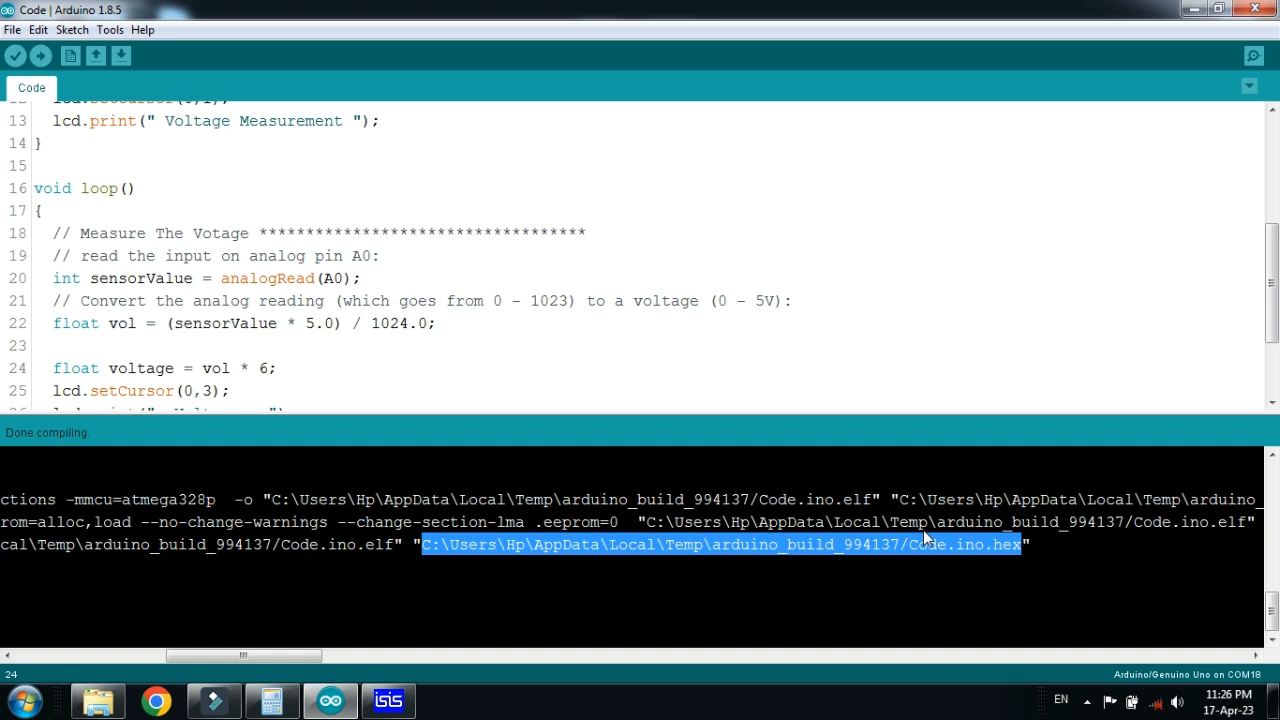 Code | Arduino 1.8.5
File Edit Sketch Tools Help
Code
12 lcd.setCursor(0,1);
13 lcd.print(" Voltage Measurement ");
14 }
15
16 void loop()
17 {
18 // Measure The Votage ***********************************
19 // read the input on analog pin A0:
20 int sensorValue = analogRead(A0);
21 // Convert the analog reading (which goes from 0 - 1023) to a voltage (0 - 5V):
22 float vol = (sensorValue * 5.0) / 1024.0;
23
24 float voltage = vol * 6;
25 lcd.setCursor(0,3);
Done compiling.
ctions -mmcu=atmega328p -o "C:\Users\Hp\AppData\Local\Temp\arduino_build_994137/Code.ino.elf" "C:\Users\Hp\AppData\Local\Temp\arduino_
rom=alloc,load --no-change-warnings --change-section-lma .eeprom=0 "C:\Users\Hp\AppData\Local\Temp\arduino_build_994137/Code.ino.elf"
cal\Temp\arduino_build_994137/Code.ino.elf" "C:\Users\Hp\AppData\Local\Temp\arduino_build_994137/Code.ino.hex"
24 Arduino/Genuino Uno on COM18
isis
EN
11:26 PM
17-Apr-23